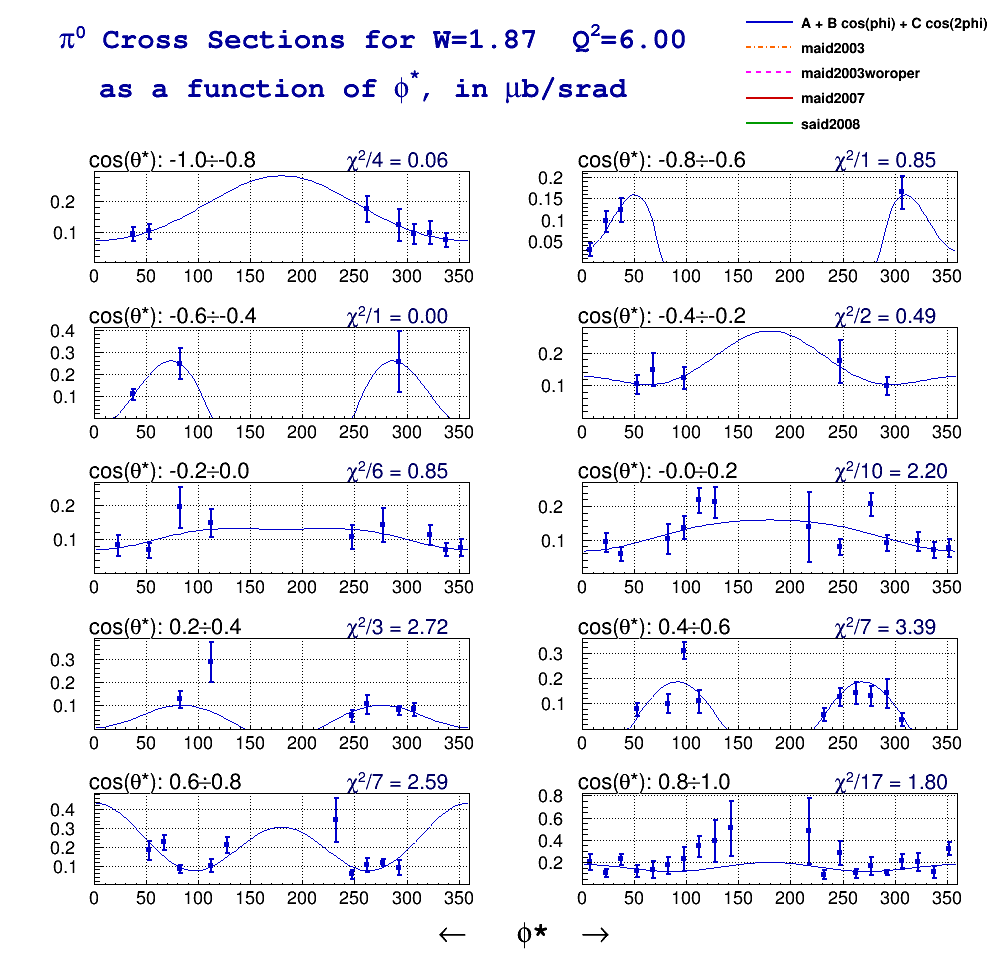 π⁰ Cross Sections for W=1.87 Q²=6.00
as a function of ϕ*, in μb/srad
A + B cos(phi) + C cos(2phi)
maid2003
maid2003woroper
maid2007
said2008
cos(θ*): -1.0÷-0.8 χ²/4 = 0.06
0.2
0.1
0 50 100 150 200 250 300 350
cos(θ*): -0.8÷-0.6 χ²/1 = 0.85
0.2
0.15
0.1
0.05
0 50 100 150 200 250 300 350
cos(θ*): -0.6÷-0.4 χ²/1 = 0.00
0.4
0.3
0.2
0.1
0 50 100 150 200 250 300 350
cos(θ*): -0.4÷-0.2 χ²/2 = 0.49
0.2
0.1
0 50 100 150 200 250 300 350
cos(θ*): -0.2÷0.0 χ²/6 = 0.85
0.2
0.1
0 50 100 150 200 250 300 350
cos(θ*): -0.0÷0.2 χ²/10 = 2.20
0.2
0.1
0 50 100 150 200 250 300 350
cos(θ*): 0.2÷0.4 χ²/3 = 2.72
0.3
0.2
0.1
0 50 100 150 200 250 300 350
cos(θ*): 0.4÷0.6 χ²/7 = 3.39
0.3
0.2
0.1
0 50 100 150 200 250 300 350
cos(θ*): 0.6÷0.8 χ²/7 = 2.59
0.4
0.3
0.2
0.1
0 50 100 150 200 250 300 350
cos(θ*): 0.8÷1.0 χ²/17 = 1.80
0.8
0.6
0.4
0.2
0 50 100 150 200 250 300 350
← ϕ* →